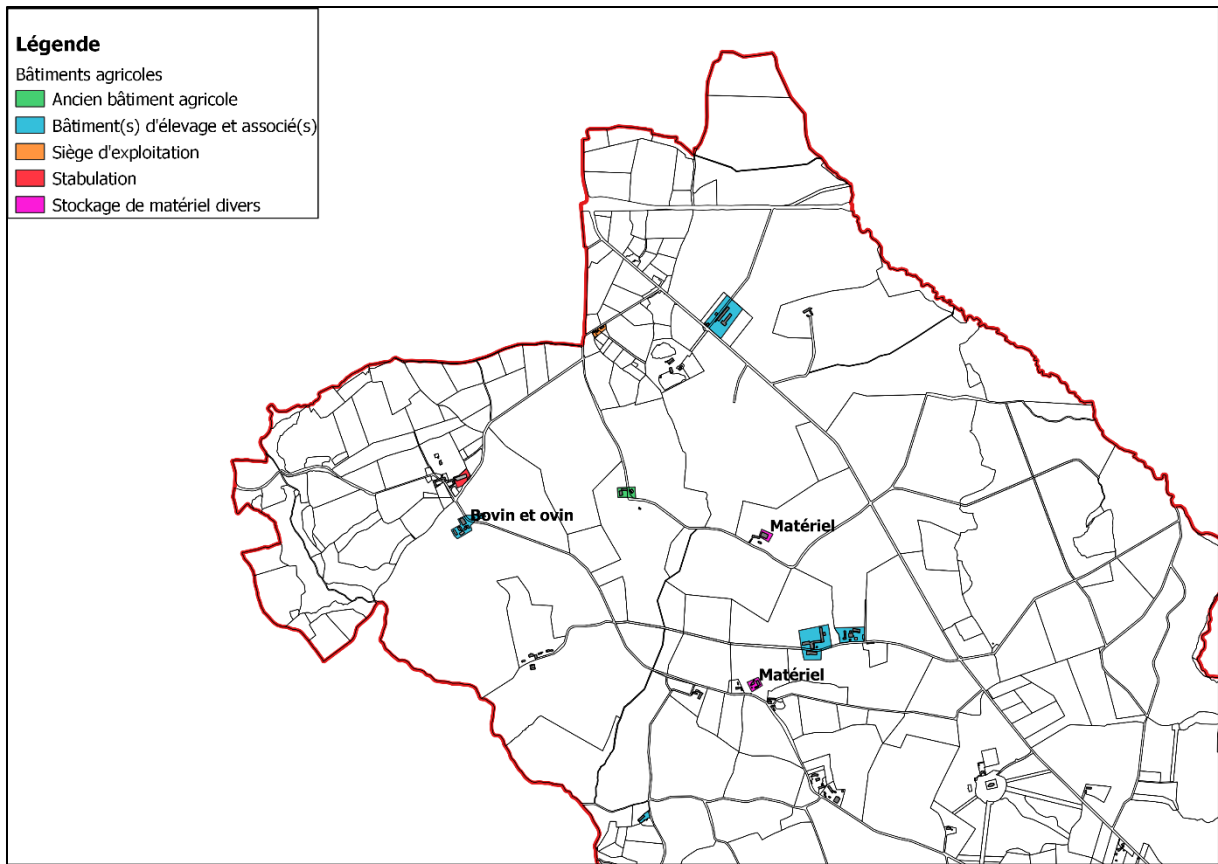 Légende
Bâtiments agricoles
Ancien bâtiment agricole
Bâtiment(s) d'élevage et associé(s)
Siège d'exploitation
Stabulation
Stockage de matériel divers
Bovin et ovin
Matériel
Matériel